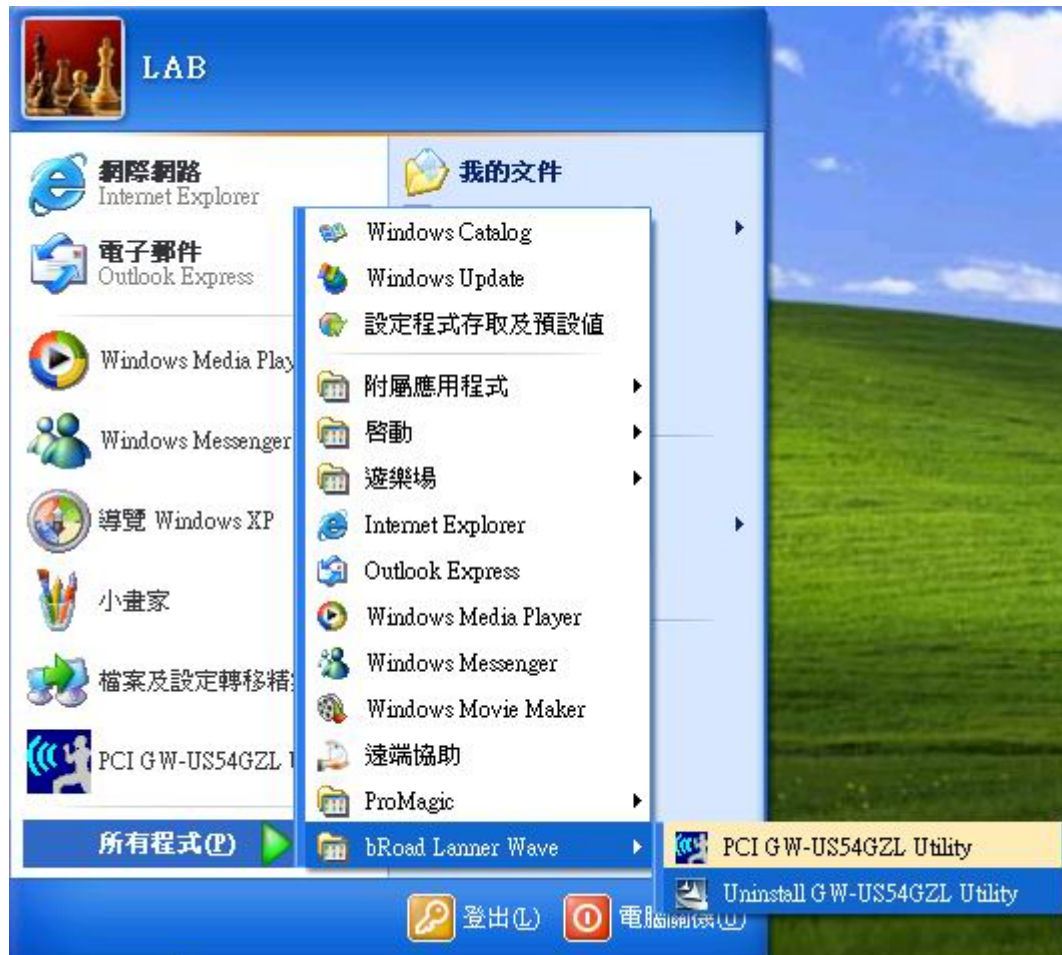 LAB
網際網路
Internet Explorer
電子郵件
Outlook Express
Windows Media Play
Windows Messenger
導覽 Windows XP
小畫家
檔案及設定轉移精
PCI GW-US54GZL U
所有程式(P)
我的文件
Windows Catalog
Windows Update
設定程式存取及預設值
附屬應用程式
啓動
遊樂場
Internet Explorer
Outlook Express
Windows Media Player
Windows Messenger
Windows Movie Maker
遠端協助
ProMagic
bRoad Lanner Wave
PCI GW-US54GZL Utility
Uninstall GW-US54GZL Utility
登出(L)
電腦關機(U)